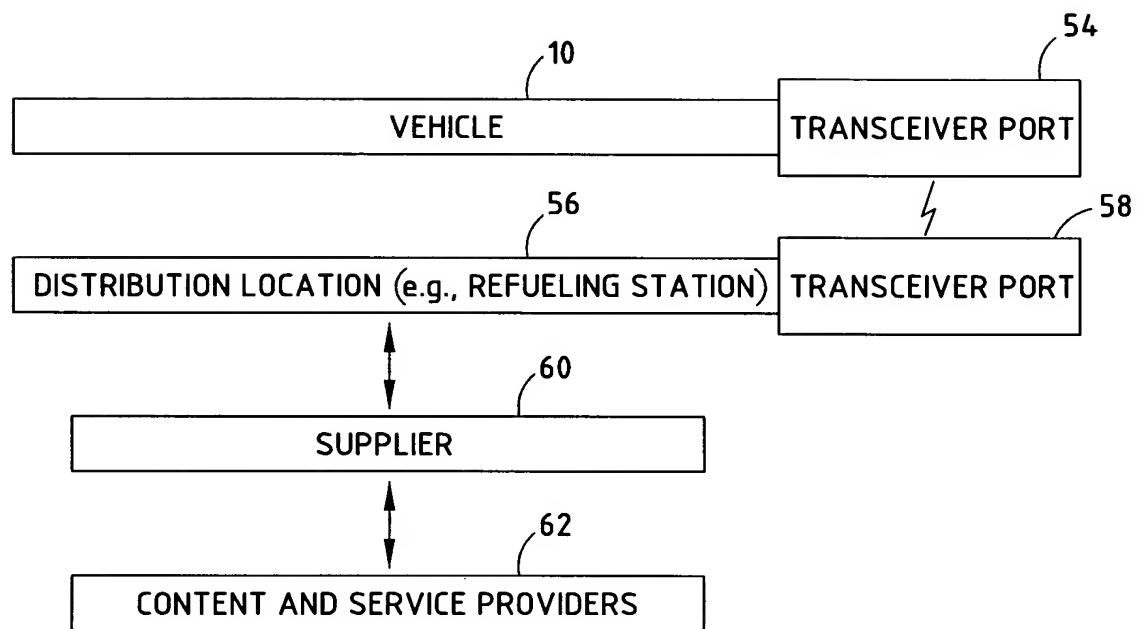 54
10
VEHICLE
TRANSCEIVER PORT
56
58
DISTRIBUTION LOCATION (e.g., REFUELING STATION)
TRANSCEIVER PORT
60
SUPPLIER
62
CONTENT AND SERVICE PROVIDERS